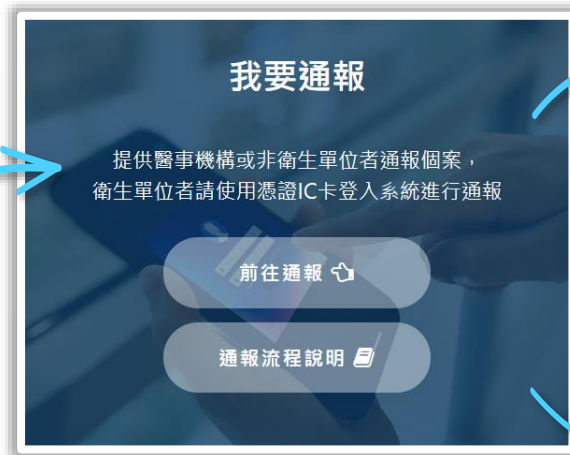 我要通報
提供醫事機構或非衛生單位者通報個案，
衛生單位者請使用憑證IC卡登入系統進行通報
前往通報
通報流程說明